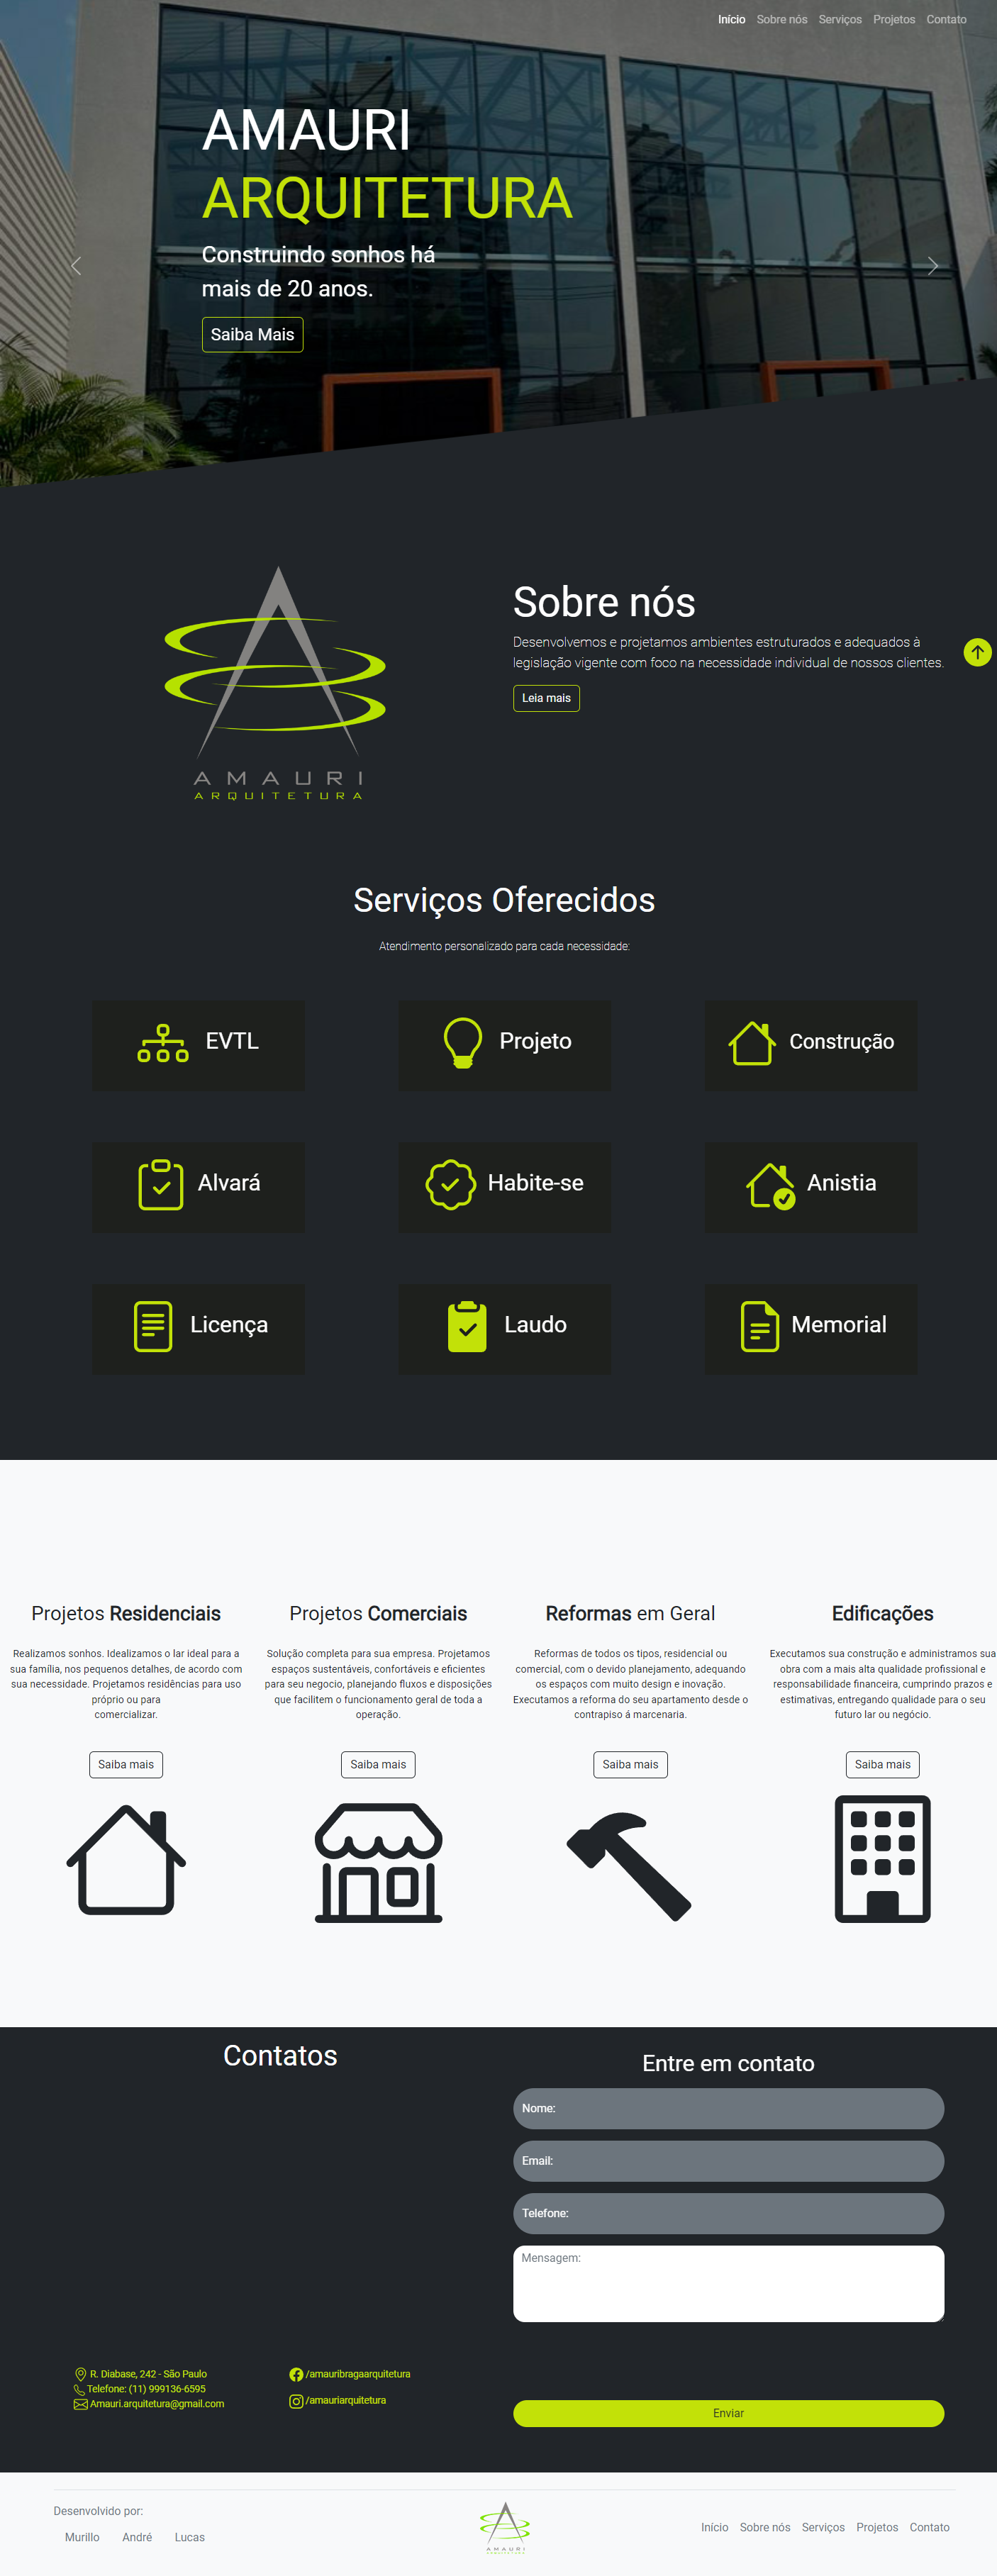 Início Sobre nós Serviços Projetos Contato
AMAURI
ARQUITETURA
Construindo sonhos há
mais de 20 anos.
Saiba Mais
Sobre nós
Desenvolvemos e projetamos ambientes estruturados e adequados à
legislação vigente com foco na necessidade individual de nossos clientes.
Leia mais
AMAURI
ARQUITETURA
Serviços Oferecidos
Atendimento personalizado para cada necessidade:
EVTL
Projeto
Construção
Alvará
Habite-se
Anistia
Licença
Laudo
Memorial
Projetos Residenciais
Realizamos sonhos. Idealizamos o lar ideal para a
sua família, nos pequenos detalhes, de acordo com
sua necessidade. Projetamos residências para uso
próprio ou para
comercializar.
Saiba mais
Projetos Comerciais
Solução completa para sua empresa. Projetamos
espaços sustentáveis, confortáveis e eficientes
para seu negocio, planejando fluxos e disposições
que facilitem o funcionamento geral de toda a
operação.
Saiba mais
Reformas em Geral
Reformas de todos os tipos, residencial ou
comercial, com o devido planejamento, adequando
os espaços com muito design e inovação.
Executamos a reforma do seu apartamento desde o
contrapiso á marcenaria.
Saiba mais
Edificações
Executamos sua construção e administramos sua
obra com a mais alta qualidade profissional e
responsabilidade financeira, cumprindo prazos e
estimativas, entregando qualidade para o seu
futuro lar ou negócio.
Saiba mais
Contatos
R. Diabase, 242 - São Paulo
Telefone: (11) 999136-6595
Amauri.arquitetura@gmail.com
/amauribragaarquitetura
/amauriarquitetura
Entre em contato
Nome:
Email:
Telefone:
Mensagem:
Enviar
Desenvolvido por:
Murillo André Lucas
AMAURI
ARQUITETURA
Início Sobre nós Serviços Projetos Contato